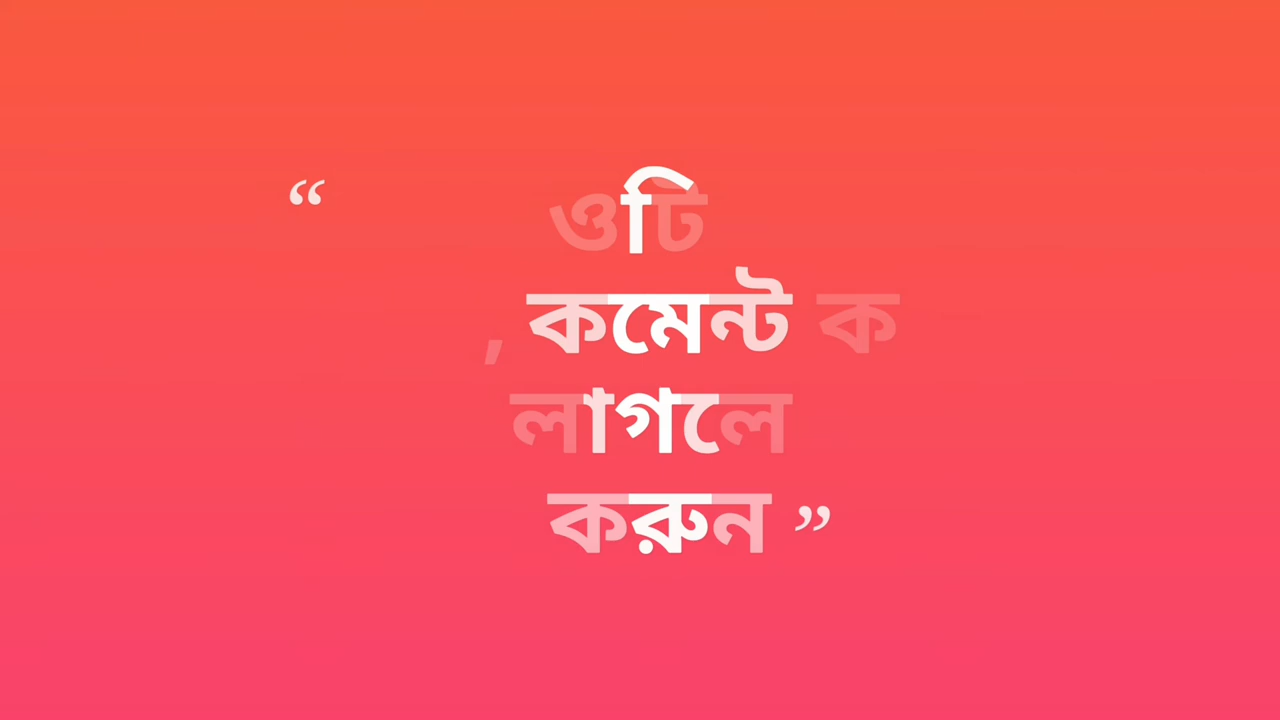 “ ওটি
, কমেন্ট ক
লাগলে
করুন ”